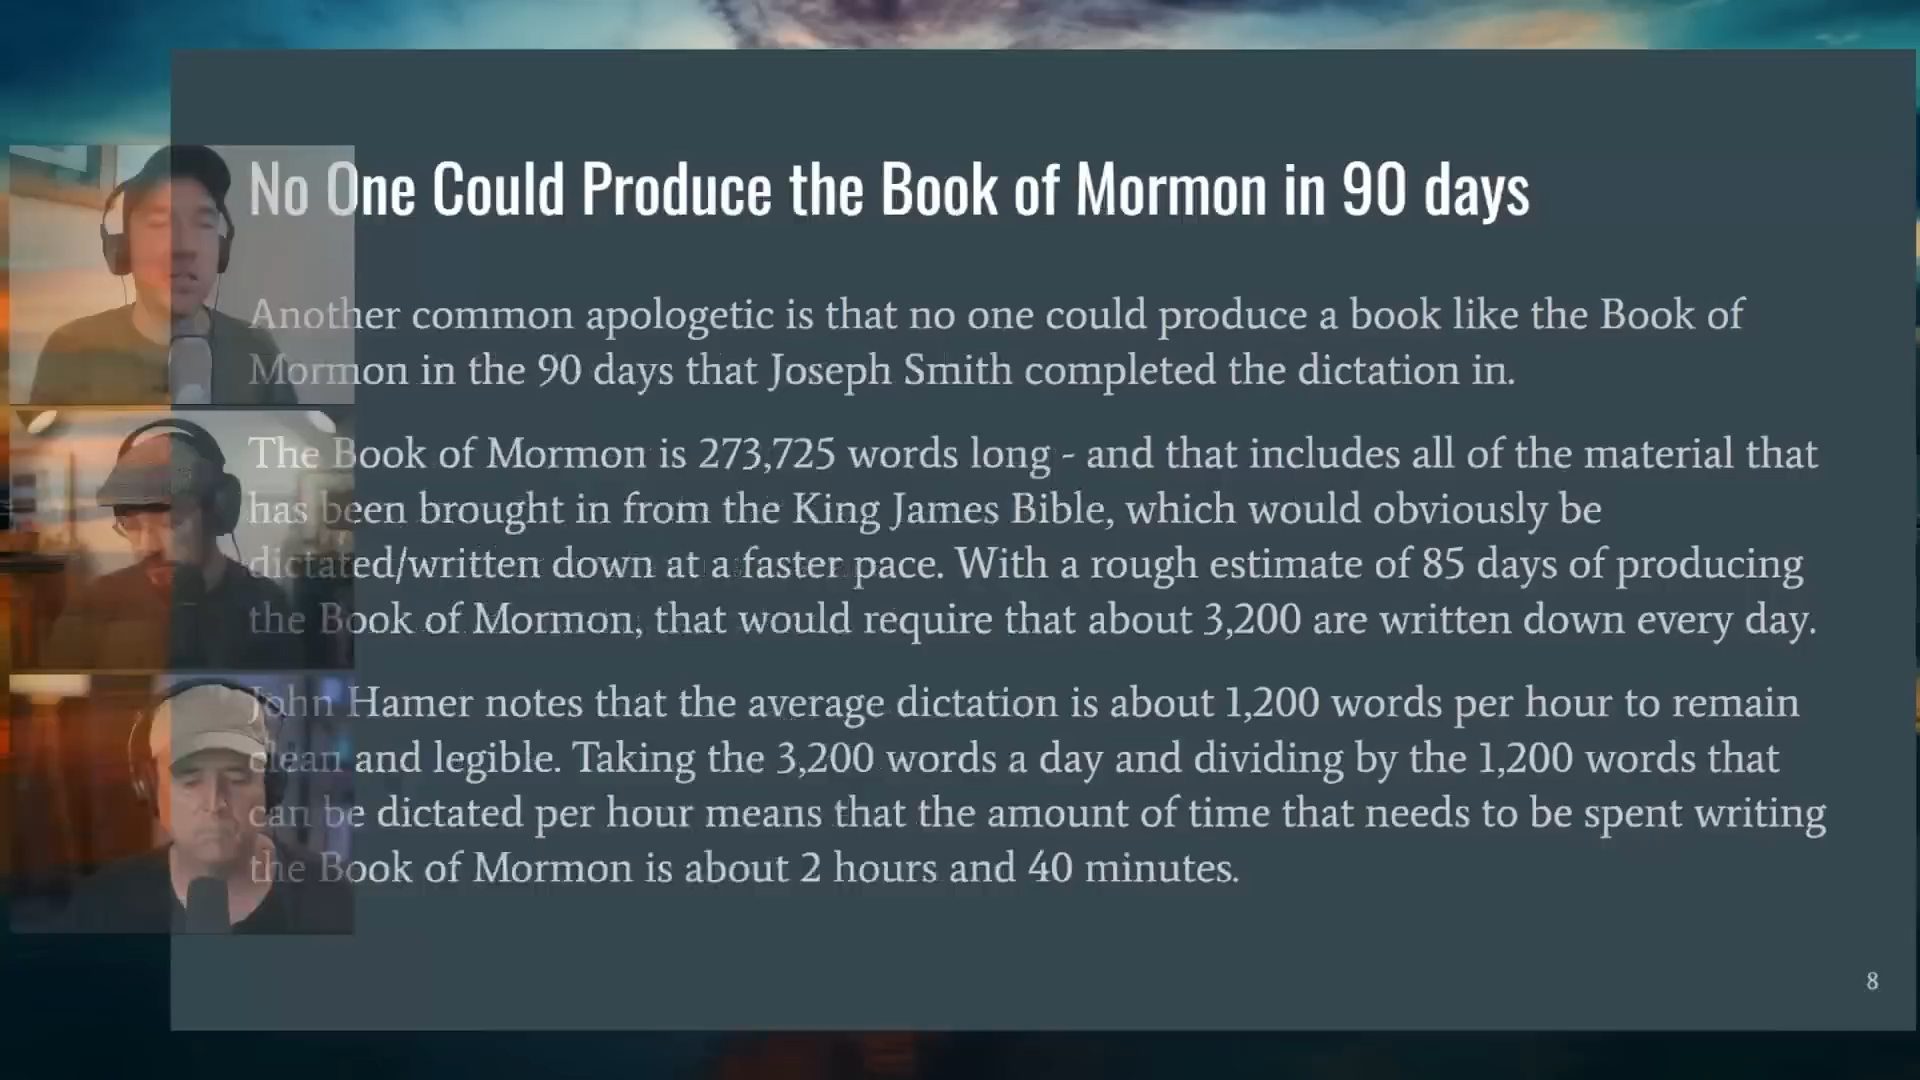 No One Could Produce the Book of Mormon in 90 days
Another common apologetic is that no one could produce a book like the Book of
Mormon in the 90 days that Joseph Smith completed the dictation in.
The Book of Mormon is 273,725 words long - and that includes all of the material that
has been brought in from the King James Bible, which would obviously be
dictated/written down at a faster pace. With a rough estimate of 85 days of producing
the Book of Mormon, that would require that about 3,200 are written down every day.
John Hamer notes that the average dictation is about 1,200 words per hour to remain
clean and legible. Taking the 3,200 words a day and dividing by the 1,200 words that
can be dictated per hour means that the amount of time that needs to be spent writing
the Book of Mormon is about 2 hours and 40 minutes.
8